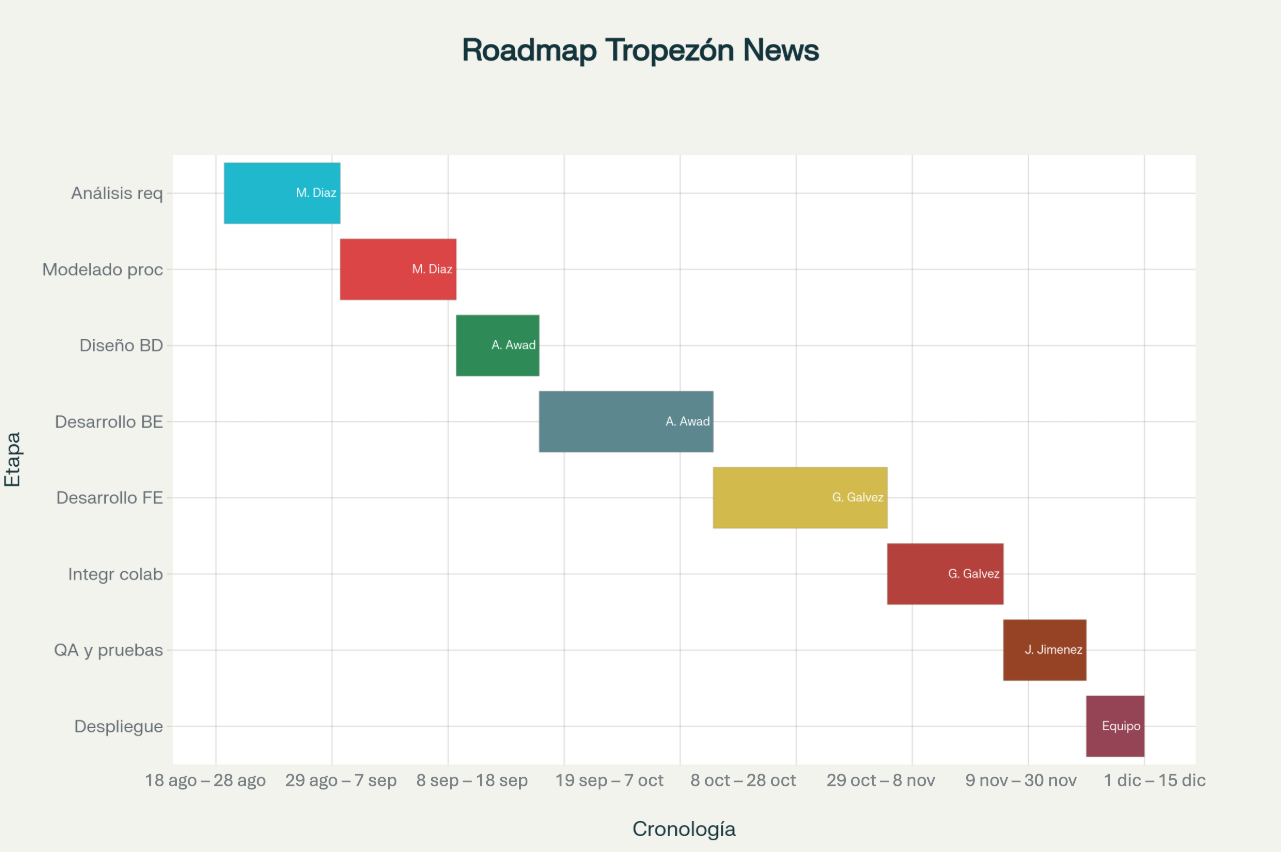 Roadmap Tropezón News
Análisis req
M. Diaz
Modelado proc
M. Diaz
Diseño BD
A. Awad
Desarrollo BE
A. Awad
Etapa
Desarrollo FE
G. Galvez
Integr colab
G. Galvez
QA y pruebas
J. Jimenez
Despliegue
Equipo
18 ago – 28 ago
29 ago – 7 sep
8 sep – 18 sep
19 sep – 7 oct
8 oct – 28 oct
29 oct – 8 nov
9 nov – 30 nov
1 dic – 15 dic
Cronología